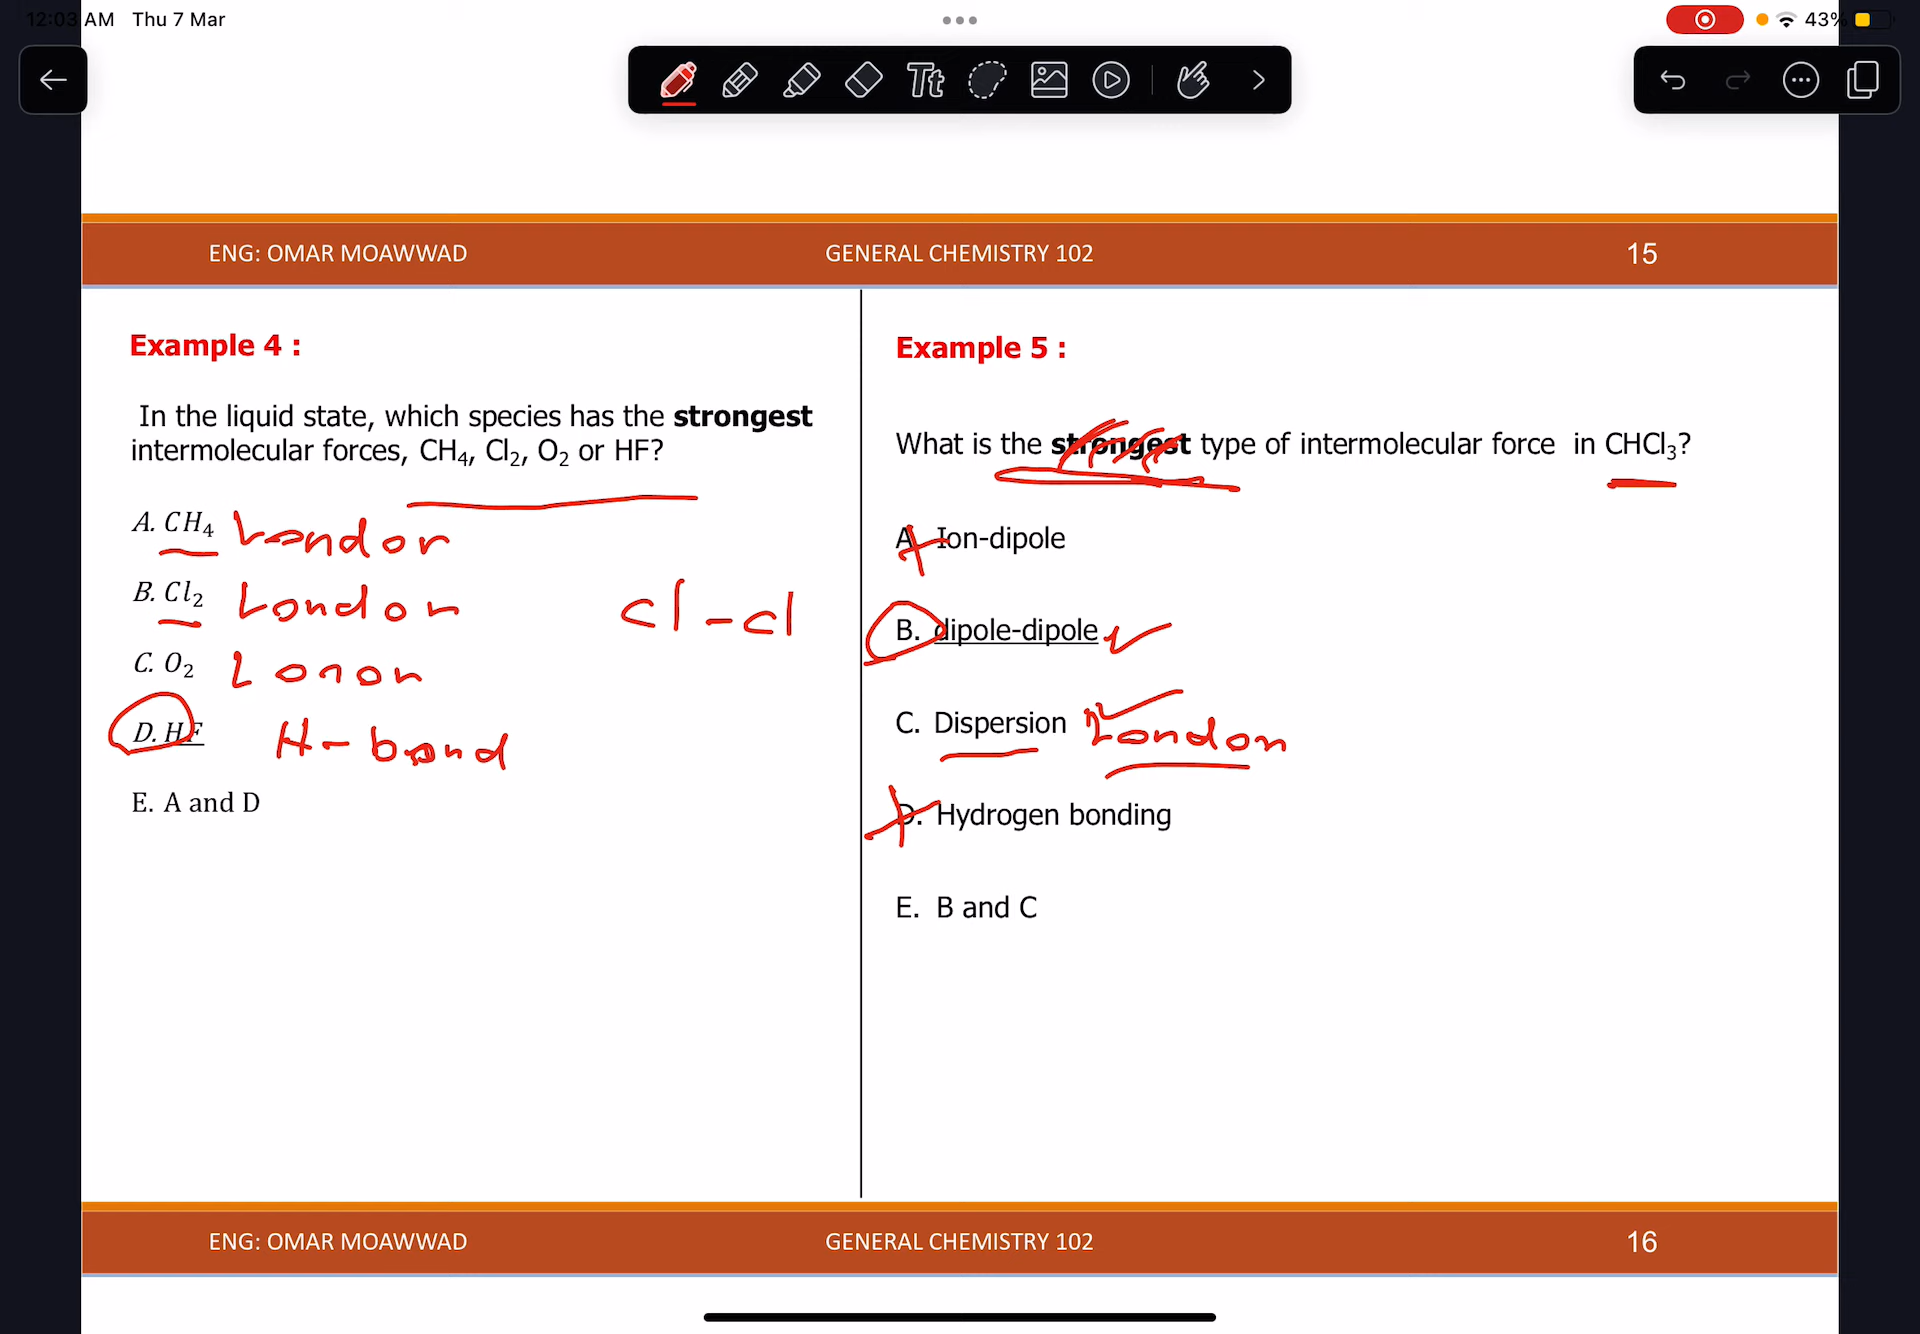 12:03 AM Thu 7 Mar
43%
Tt
ENG: OMAR MOAWWAD GENERAL CHEMISTRY 102 15
Example 4 :
In the liquid state, which species has the strongest
intermolecular forces, CH₄, Cl₂, O₂ or HF?
A. CH₄ London
B. Cl₂ London Cl-Cl
C. O₂
D. HF H-bond
E. A and D
Example 5 :
What is the strongest type of intermolecular force in CHCl₃?
A. Ion-dipole
B. dipole-dipole
C. Dispersion London
D. Hydrogen bonding
E. B and C
ENG: OMAR MOAWWAD GENERAL CHEMISTRY 102 16